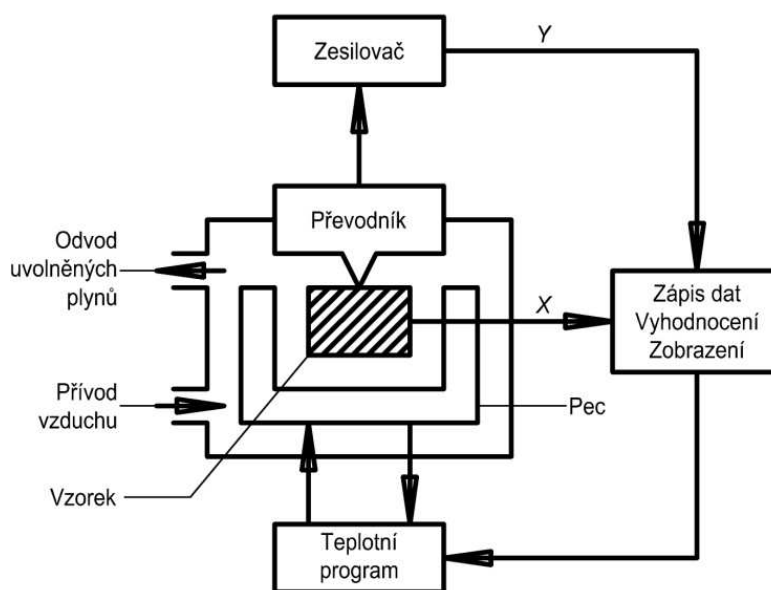 Zesilovač
Y
Převodník
Odvod
uvolněných
plynů
X
Zápis dat
Vyhodnocení
Zobrazení
Přívod
vzduchu
Pec
Vzorek
Teplotní
program